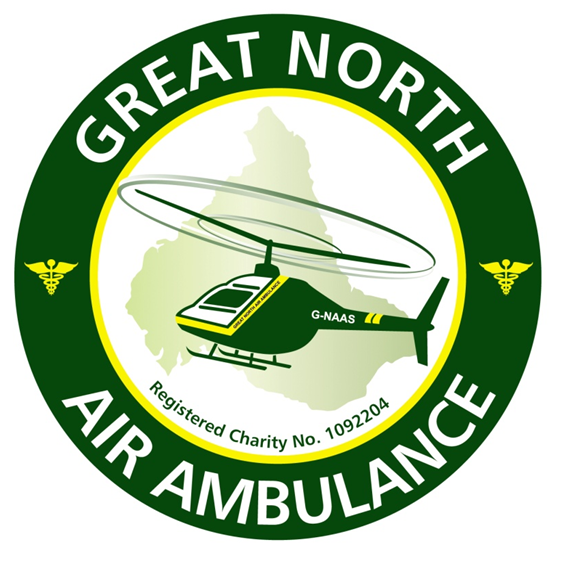 GREAT NORTH
GREAT NORTH AIR AMBULANCE
G-NAAS
Registered Charity No. 1092204
AIR AMBULANCE